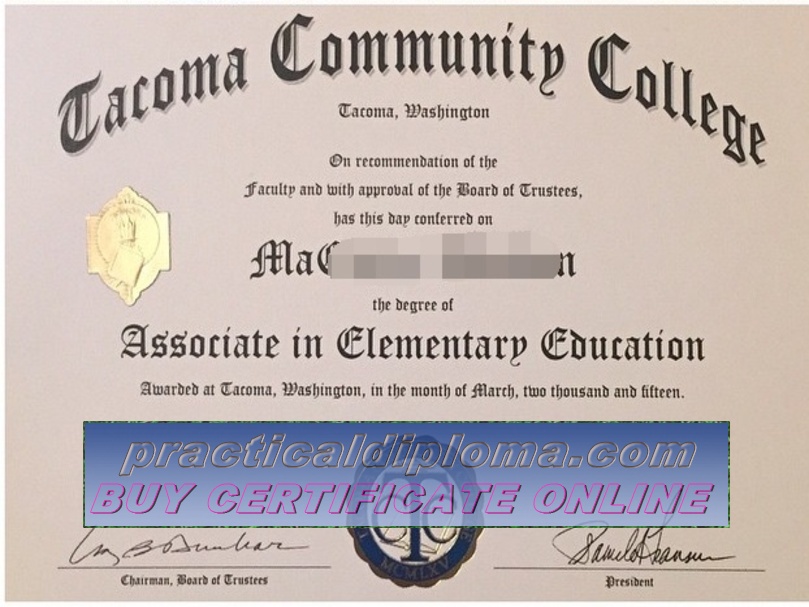 Tacoma Community College
Tacoma, Washington
On recommendation of the
Faculty and with approval of the Board of Trustees,
has this day conferred on
the degree of
Associate in Elementary Education
Awarded at Tacoma, Washington, in the month of March, two thousand and fifteen.
practicaldiploma.com
BUY CERTIFICATE ONLINE
TCC
MCMLXV
Chairman, Board of Trustees
President